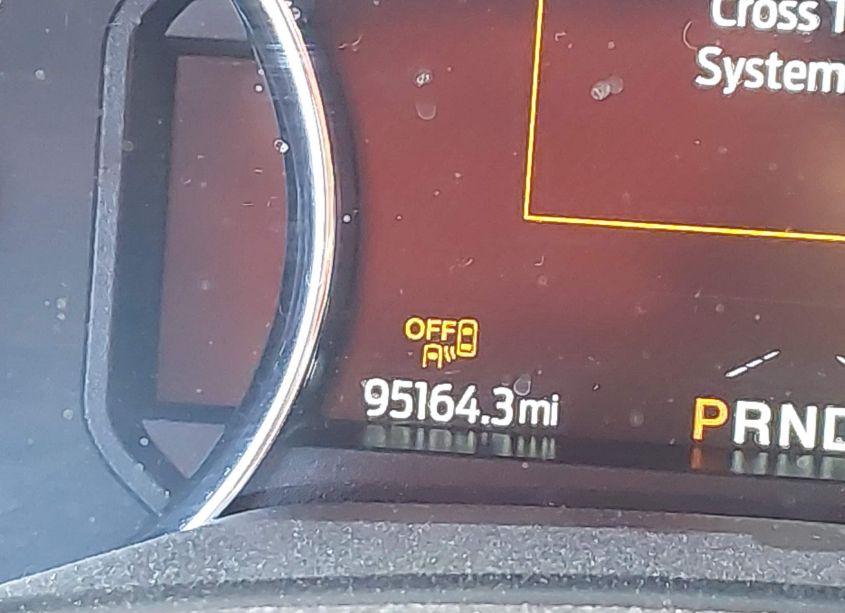 Cross
System
OFF
95164.3mi
PRND